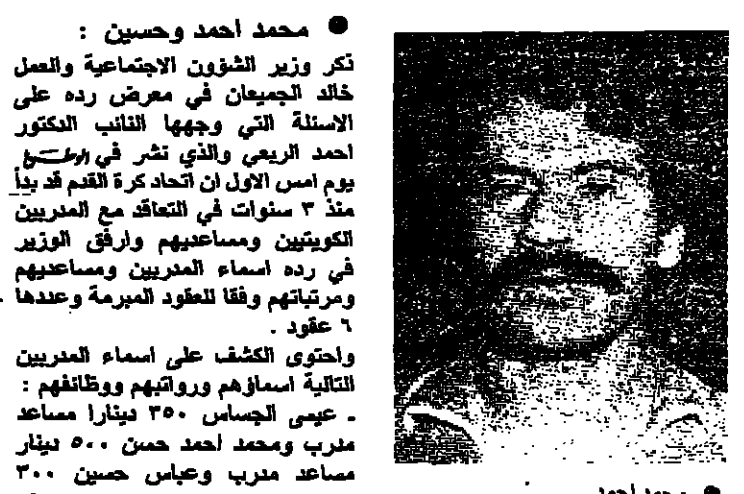 ● محمد احمد وحسين :
ذكر وزير الشؤون الاجتماعية والعمل
خالد الجميعان في معرض رده على
الاسئلة التي وجهها النائب الدكتور
احمد الربعي والذي نشر في الوطن
يوم امس الاول ان اتحاد كرة القدم قد بدأ
منذ ٣ سنوات في التعاقد مع المدربين
الكويتيين ومساعديهم وارفق الوزير
في رده اسماء المدربين ومساعديهم
ومرتباتهم وفقا للعقود المبرمة وعددها
٦ عقود .
واحتوى الكشف على اسماء المدربين
التالية اسماؤهم ورواتبهم ووظائفهم :
ـ عيسى الجساس ٣٥٠ دينارا مساعد
مدرب ومحمد احمد حسن ٥٠٠ دينار
مساعد مدرب وعباس حسين ٣٠٠
● محمد احمد